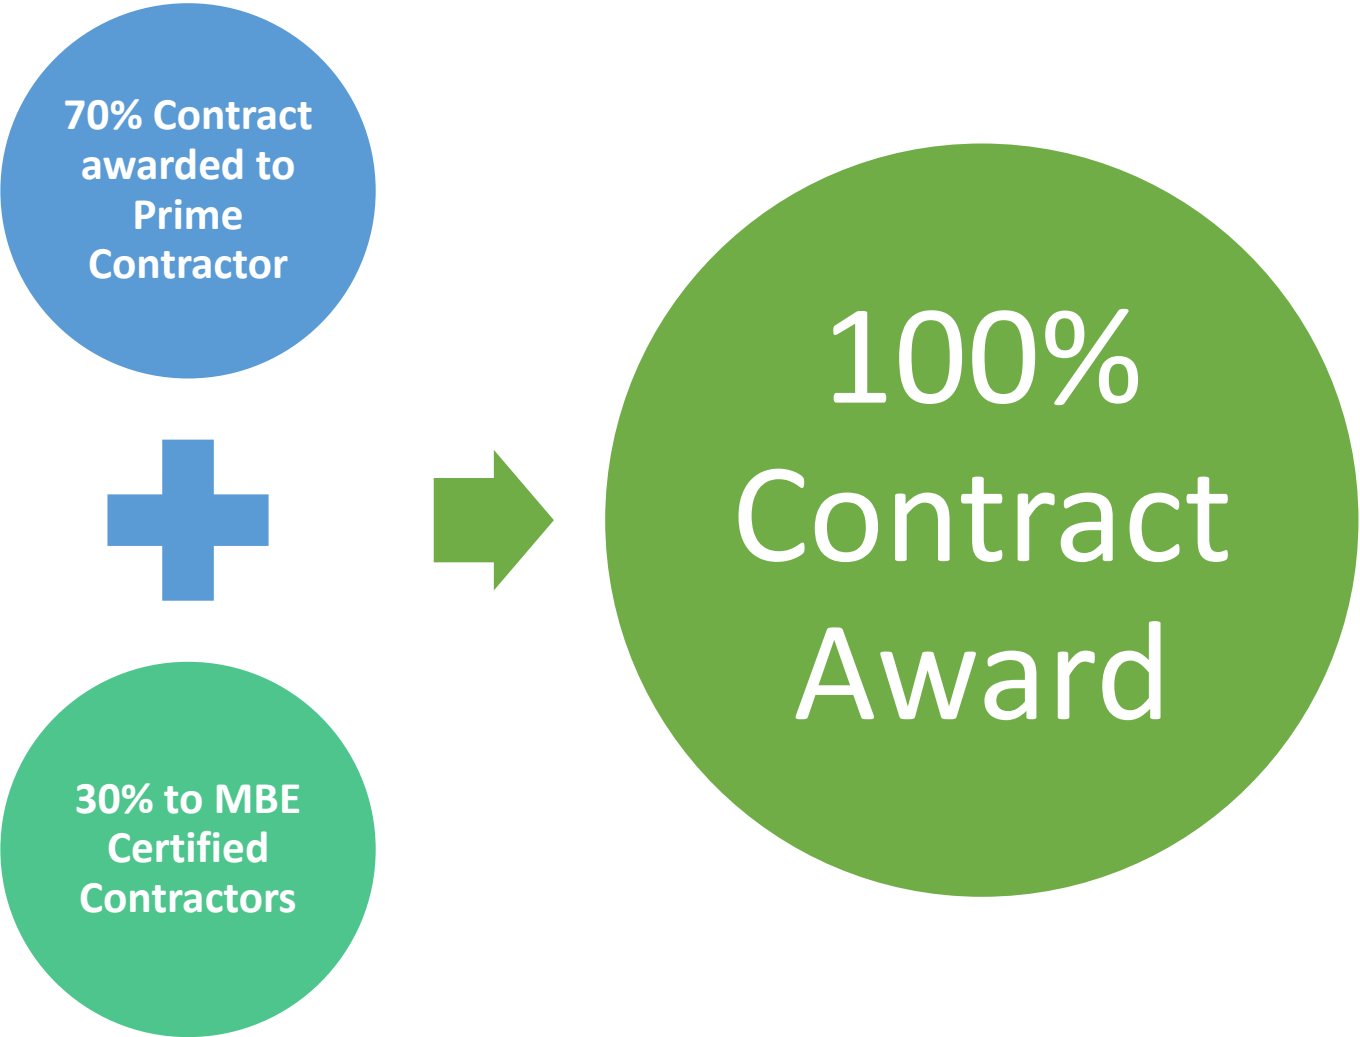 70% Contract
awarded to
Prime
Contractor
30% to MBE
Certified
Contractors
100%
Contract
Award